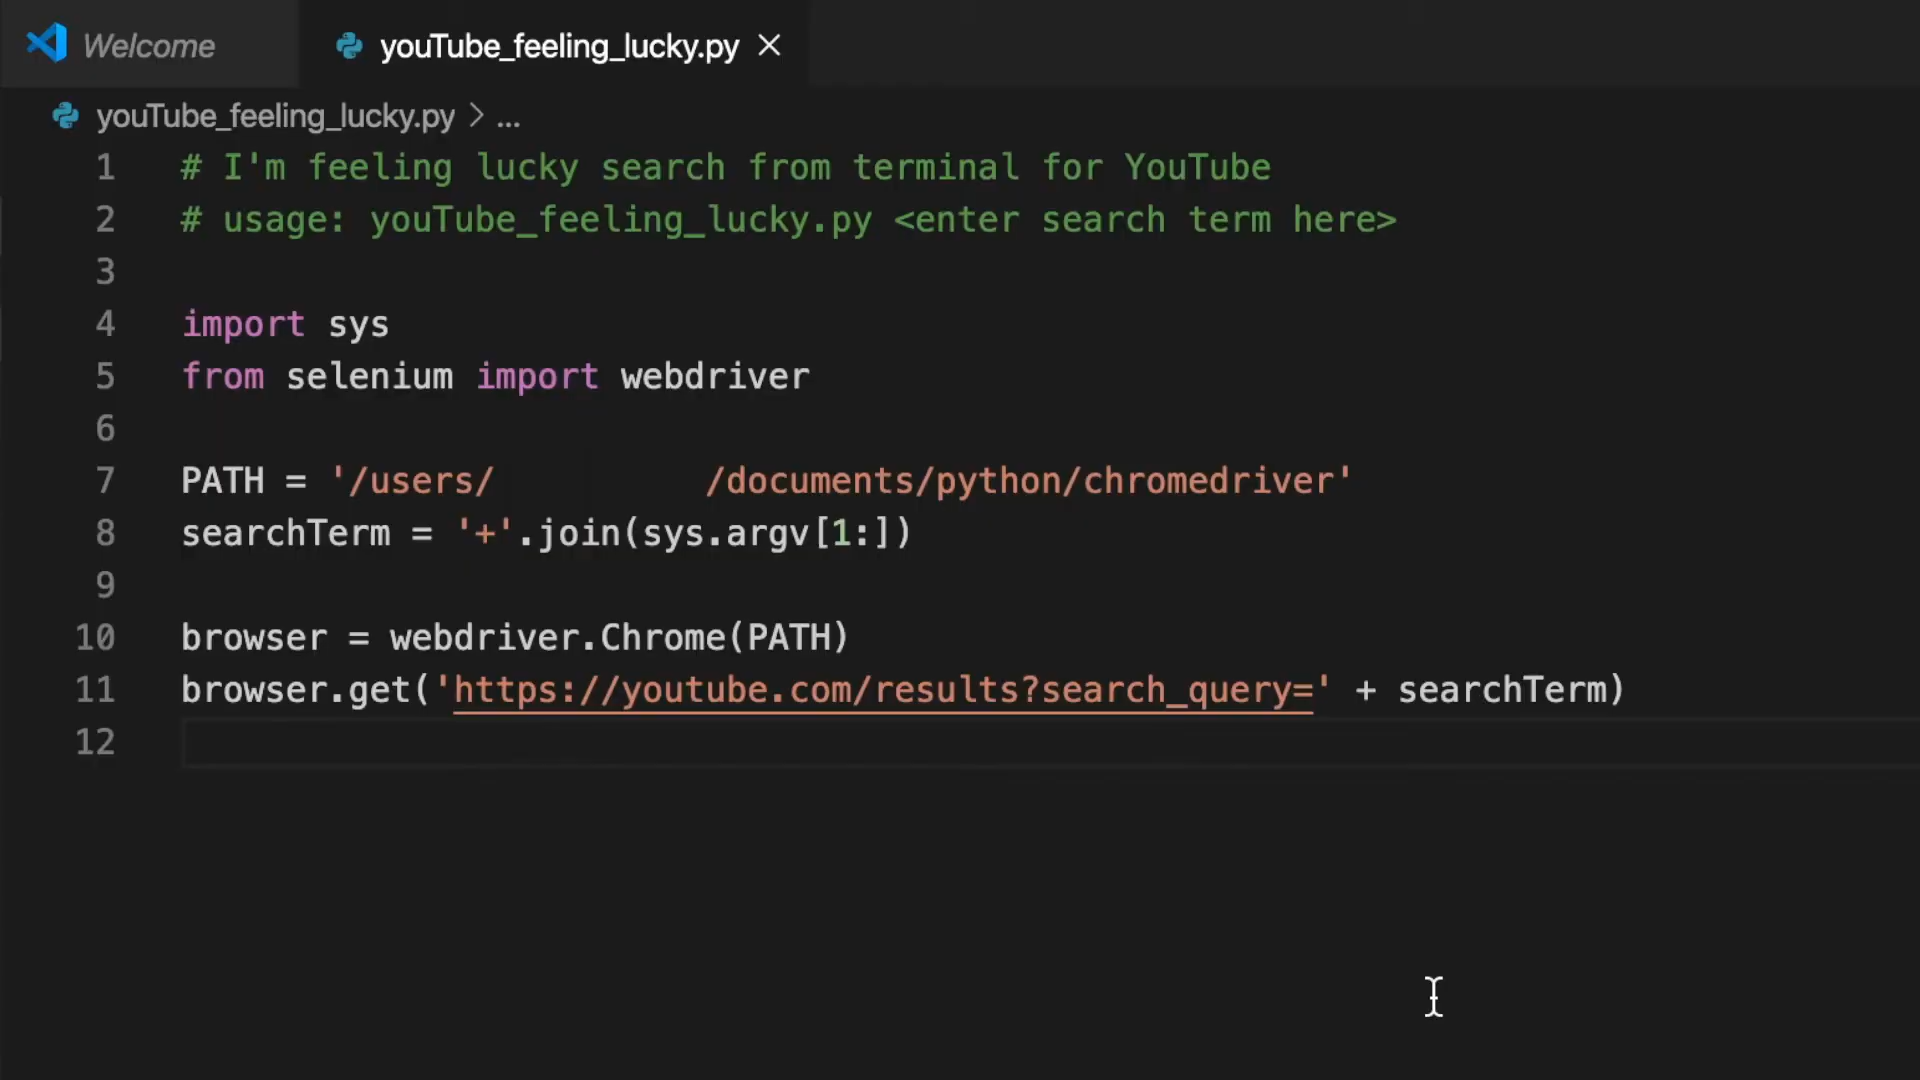 Welcome
youTube_feeling_lucky.py
youTube_feeling_lucky.py > ...
1 # I'm feeling lucky search from terminal for YouTube
2 # usage: youTube_feeling_lucky.py <enter search term here>
3
4 import sys
5 from selenium import webdriver
6
7 PATH = '/users/ /documents/python/chromedriver'
8 searchTerm = '+'.join(sys.argv[1:])
9
10 browser = webdriver.Chrome(PATH)
11 browser.get('https://youtube.com/results?search_query=' + searchTerm)
12